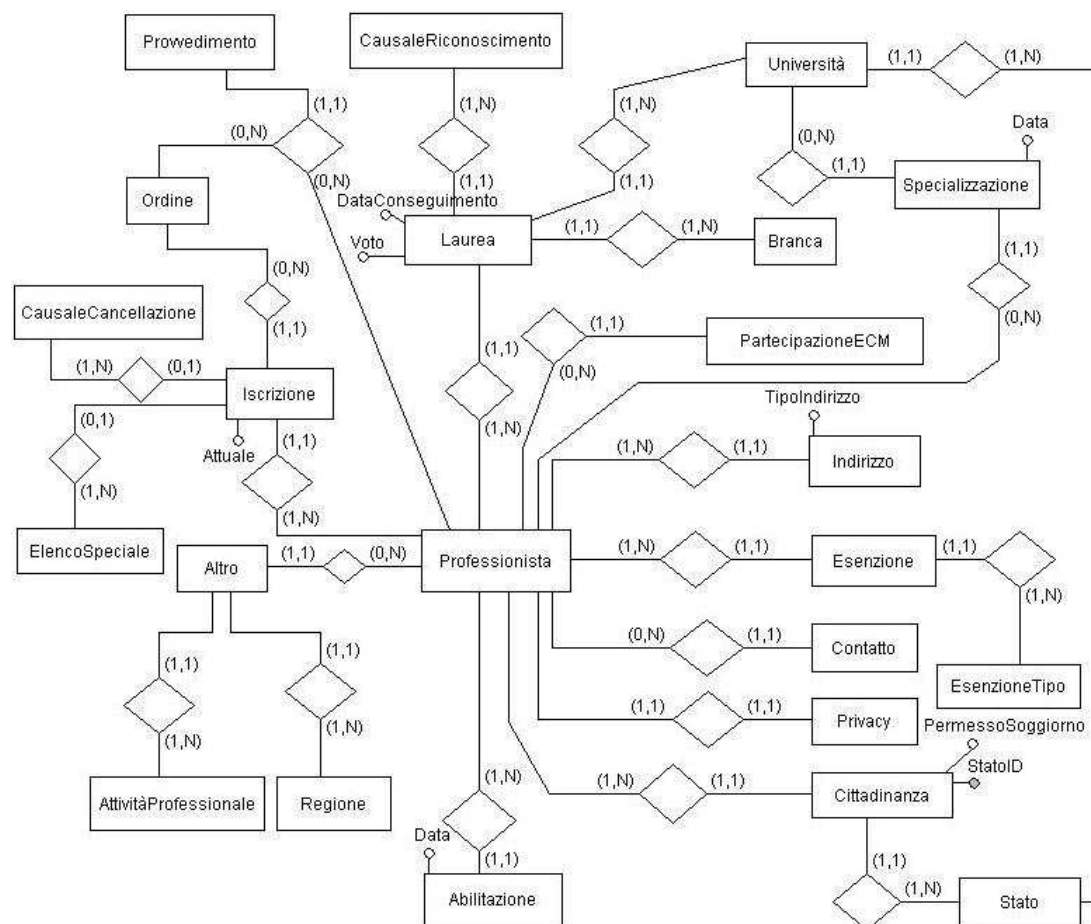 Provvedimento
CausaleRiconoscimento
Università
(1,1)
(1,N)
(1,1)
(1,N)
(1,N)
Data
(0,N)
(0,N)
(0,N)
(1,1)
Specializzazione
(1,1)
(1,1)
Ordine
DataConseguimento
Voto
Laurea
(1,1)
(1,N)
Branca
(1,1)
(0,N)
(0,N)
CausaleCancellazione
(1,1)
(1,1)
PartecipazioneECM
(1,N)
(0,1)
(1,1)
(0,N)
Iscrizione
TipoIndirizzo
(0,1)
(1,1)
Attuale
(1,N)
(1,N)
(1,1)
Indirizzo
(1,N)
(1,N)
ElencoSpeciale
Altro
(1,1)
(0,N)
Professionista
(1,N)
(1,1)
Esenzione
(1,1)
(1,N)
(0,N)
(1,1)
Contatto
(1,1)
(1,1)
EsenzioneTipo
(1,1)
(1,1)
Privacy
PermessoSoggiorno
(1,N)
(1,N)
StatoID
(1,N)
(1,N)
(1,1)
Cittadinanza
AttivitàProfessionale
Regione
Data
(1,1)
(1,1)
Abilitazione
(1,N)
Stato